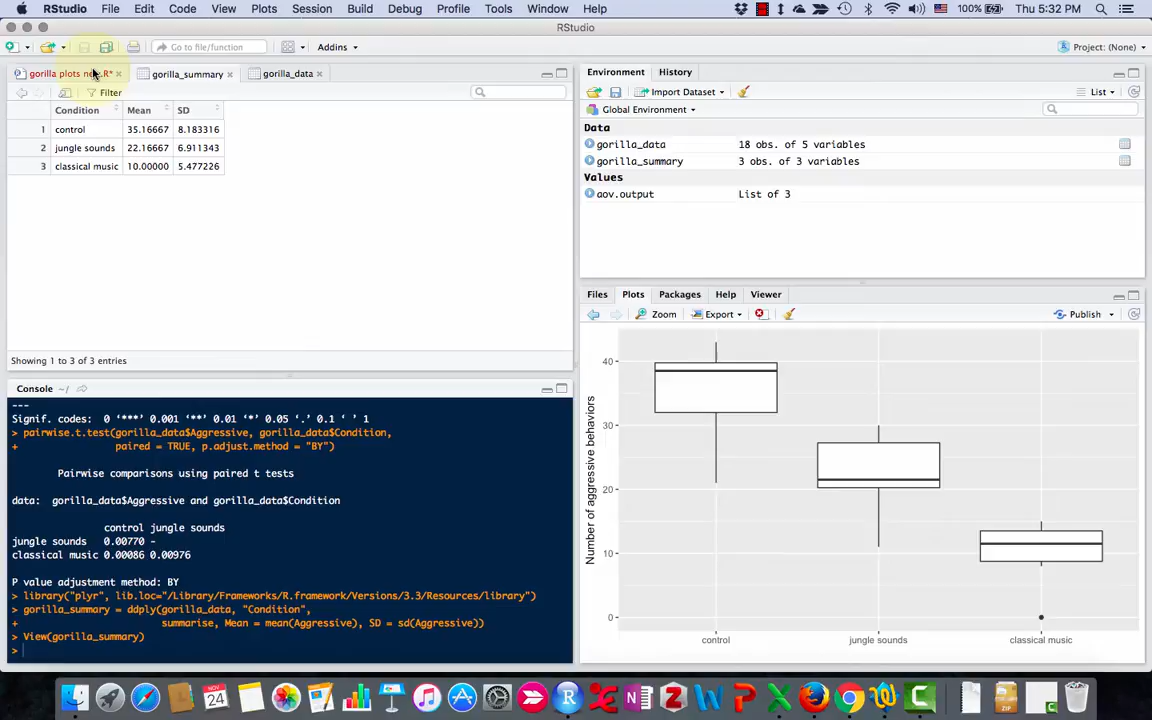 RStudio File Edit Code View Plots Session Build Debug Profile Tools Window Help 100% Thu 5:32 PM
RStudio
Go to file/function Addins Project: (None)
gorilla_summary gorilla_data
Filter
Condition Mean SD
1 control 35.16667 8.183316
2 jungle sounds 22.16667 6.911343
3 classical music 10.00000 5.477226
Showing 1 to 3 of 3 entries
Console ~/
---
Signif. codes: 0 ‘***’ 0.001 ‘**’ 0.01 ‘*’ 0.05 ‘.’ 0.1 ‘ ’ 1
> pairwise.t.test(gorilla_data$Aggressive, gorilla_data$Condition,
+ paired = TRUE, p.adjust.method = "BY")
Pairwise comparisons using paired t tests
data: gorilla_data$Aggressive and gorilla_data$Condition
control jungle sounds
jungle sounds 0.00770 -
classical music 0.00086 0.00976
P value adjustment method: BY
> library("plyr", lib.loc="/Library/Frameworks/R.framework/Versions/3.3/Resources/library")
> gorilla_summary = ddply(gorilla_data, "Condition",
+ summarise, Mean = mean(Aggressive), SD = sd(Aggressive))
> View(gorilla_summary)
>
Environment History
Import Dataset List
Global Environment
Data
gorilla_data 18 obs. of 5 variables
gorilla_summary 3 obs. of 3 variables
Values
aov.output List of 3
Files Plots Packages Help Viewer
Zoom Export Publish
Number of aggressive behaviors
40
30
20
10
0
control jungle sounds classical music
NOV
24